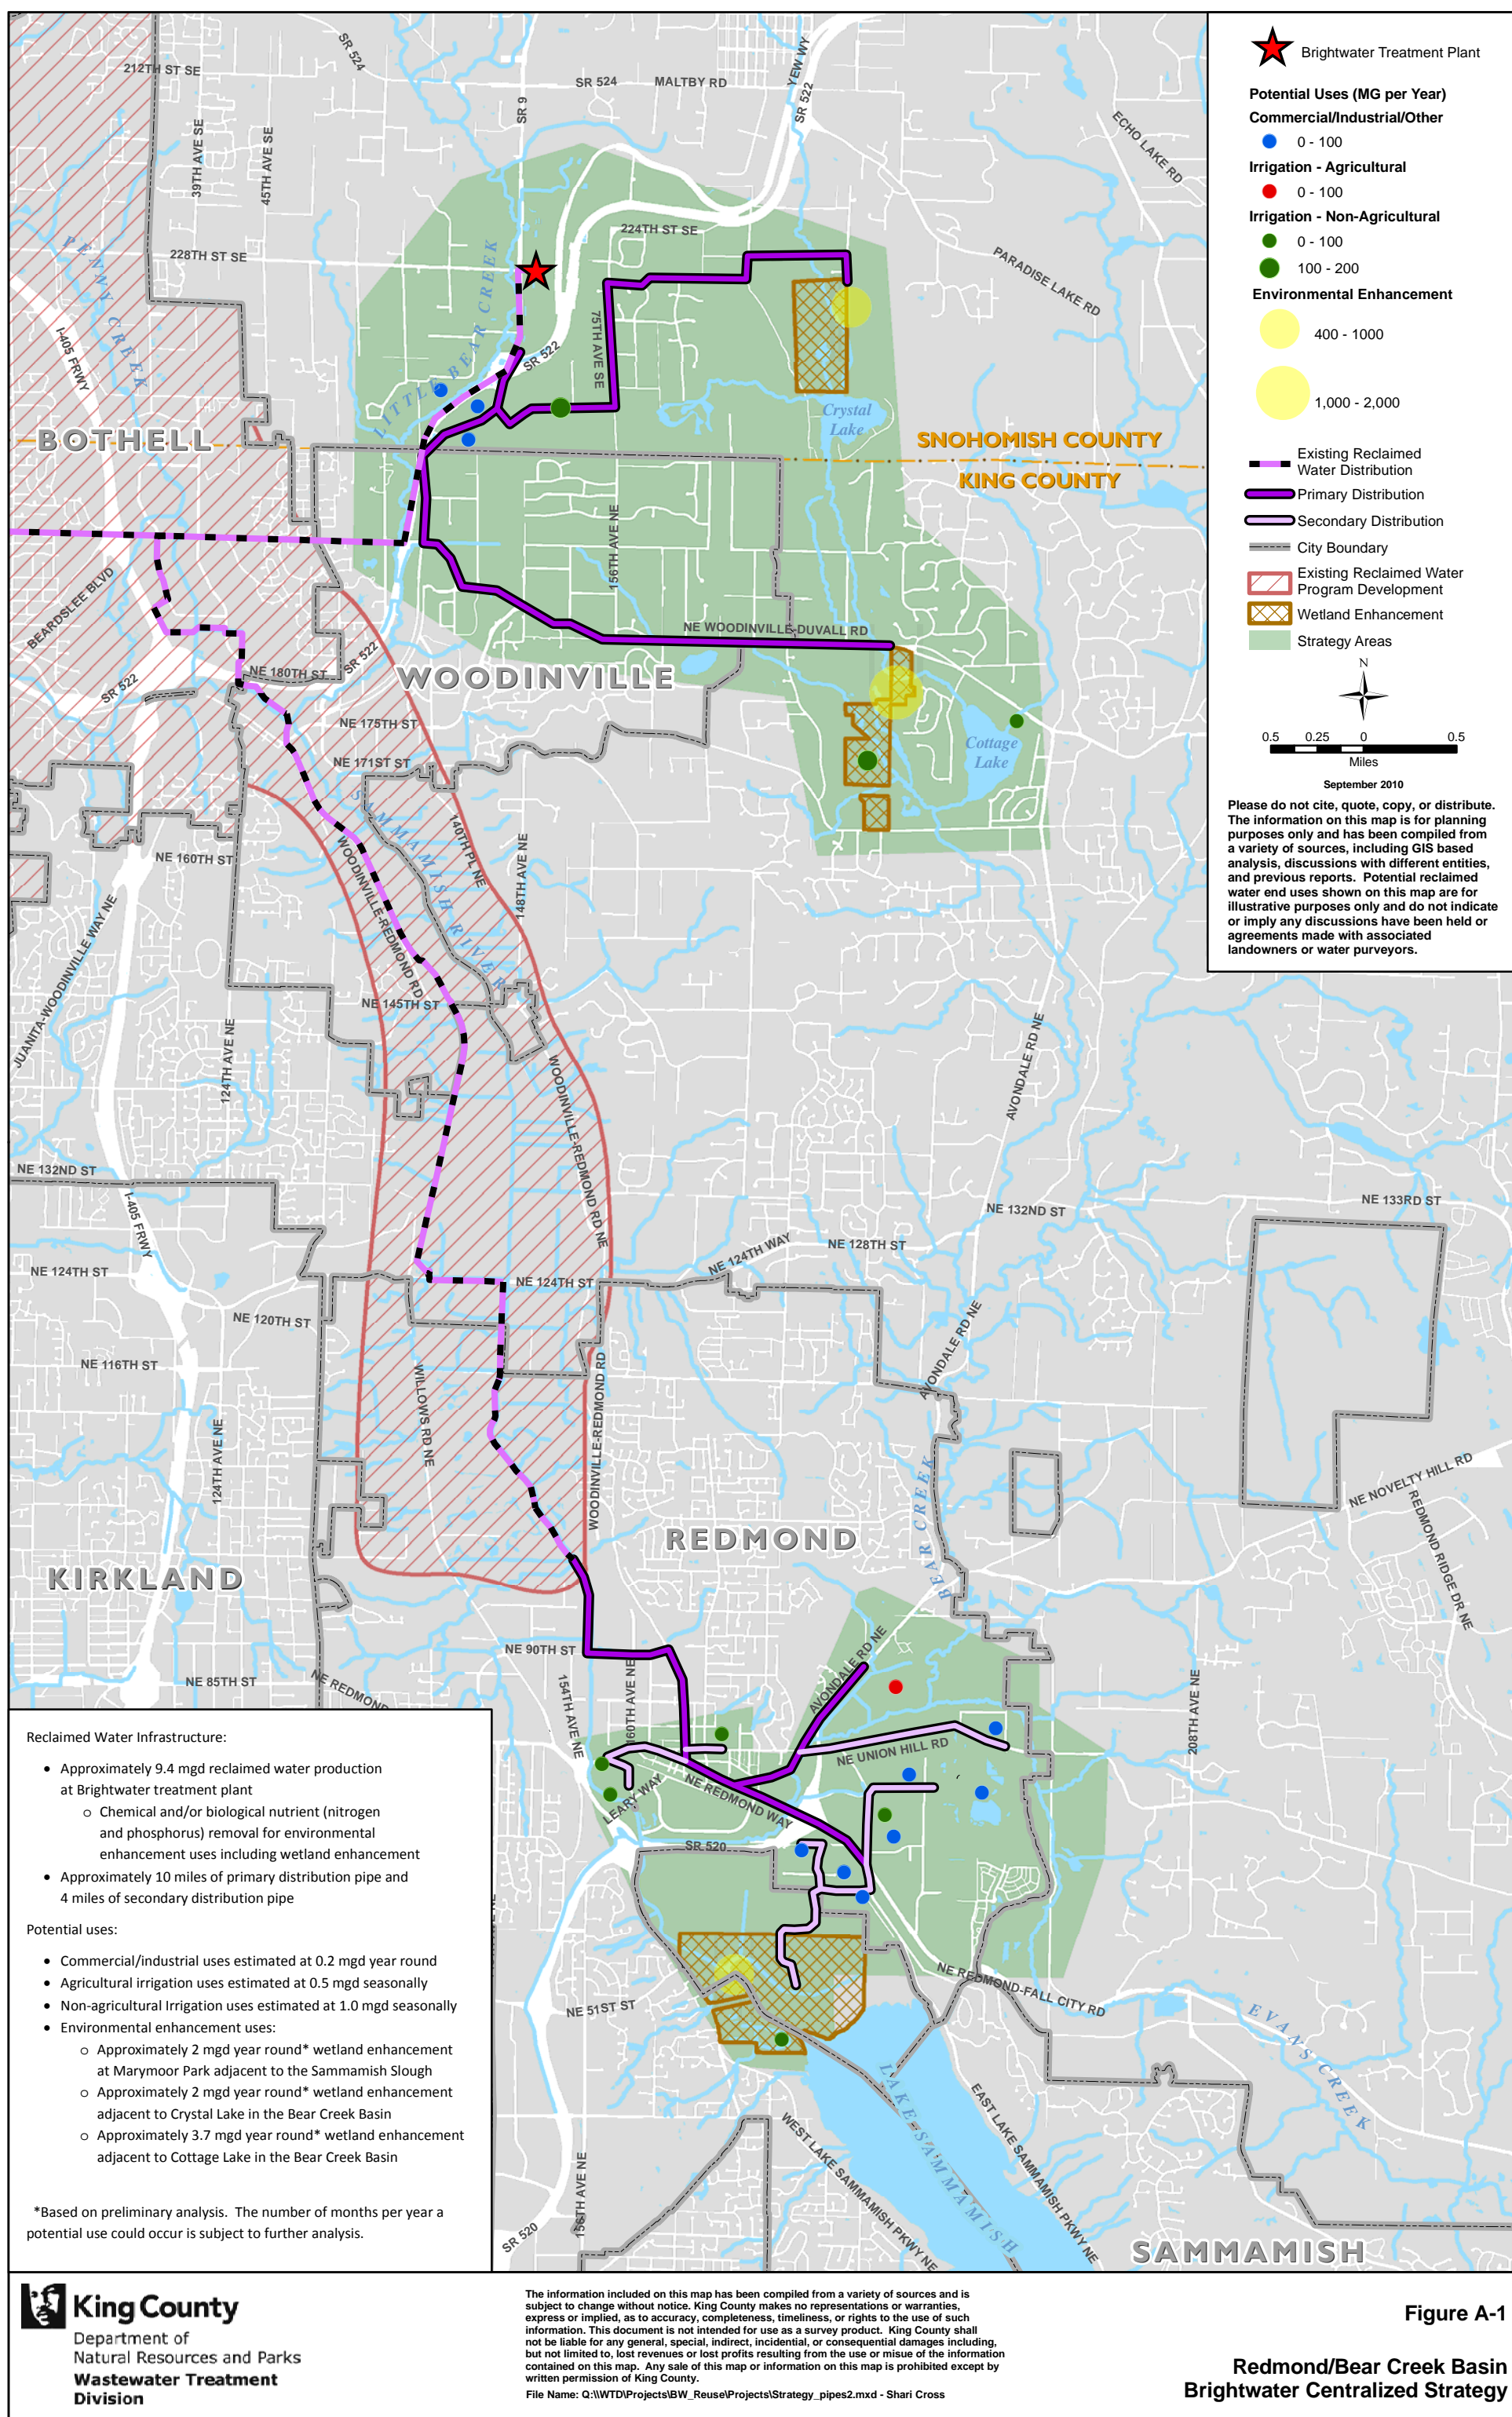 212TH ST SE
SR 524
SR 9
SR 524
MALTBY RD
YEW WY
SR 522
ECHO LAKE RD
39TH AVE SE
45TH AVE SE
PENNY CREEK
228TH ST SE
224TH ST SE
PARADISE LAKE RD
LITTLE BEAR CREEK
I-405 FRWY
75TH AVE SE
SR 522
Crystal
Lake
BOTHELL
SNOHOMISH COUNTY
KING COUNTY
156TH AVE NE
BEARDSLEE BLVD
NE WOODINVILLE-DUVALL RD
SR 522
NE 180TH ST
SR 522
WOODINVILLE
NE 175TH ST
NE 171ST ST
Cottage
Lake
SAMMAMISH RIVER
140TH PL NE
148TH AVE NE
WOODINVILLE-REDMOND RD
NE 160TH ST
JUANITA-WOODINVILLE WAY NE
NE 145TH ST
124TH AVE NE
WOODINVILLE-REDMOND RD NE
AVONDALE RD NE
NE 132ND ST
I-405 FRWY
NE 132ND ST
NE 133RD ST
NE 124TH WAY
NE 128TH ST
NE 124TH ST
NE 124TH ST
NE 120TH ST
NE 116TH ST
AVONDALE RD NE
WILLOWS RD NE
WOODINVILLE-REDMOND RD
124TH AVE NE
BEAR CREEK
NE NOVELTY HILL RD
REDMOND RIDGE DR NE
REDMOND
KIRKLAND
NE 90TH ST
NE 85TH ST
NE REDMOND
154TH AVE NE
160TH AVE NE
AVONDALE RD NE
208TH AVE NE
NE UNION HILL RD
LEARY WAY
NE REDMOND WAY
SR 520
NE REDMOND-FALL CITY RD
NE 51ST ST
EVANS CREEK
LAKE SAMMAMISH
EAST LAKE SAMMAMISH PKWY NE
WEST LAKE SAMMAMISH PKWY NE
156TH AVE NE
SR 520
SAMMAMISH
Brightwater Treatment Plant
Potential Uses (MG per Year)
Commercial/Industrial/Other
0 - 100
Irrigation - Agricultural
0 - 100
Irrigation - Non-Agricultural
0 - 100
100 - 200
Environmental Enhancement
400 - 1000
1,000 - 2,000
Existing Reclaimed
Water Distribution
Primary Distribution
Secondary Distribution
City Boundary
Existing Reclaimed Water
Program Development
Wetland Enhancement
Strategy Areas
N
0.5 0.25 0 0.5
Miles
September 2010
Please do not cite, quote, copy, or distribute.
The information on this map is for planning
purposes only and has been compiled from
a variety of sources, including GIS based
analysis, discussions with different entities,
and previous reports. Potential reclaimed
water end uses shown on this map are for
illustrative purposes only and do not indicate
or imply any discussions have been held or
agreements made with associated
landowners or water purveyors.
Reclaimed Water Infrastructure:
• Approximately 9.4 mgd reclaimed water production
at Brightwater treatment plant
o Chemical and/or biological nutrient (nitrogen
and phosphorus) removal for environmental
enhancement uses including wetland enhancement
• Approximately 10 miles of primary distribution pipe and
4 miles of secondary distribution pipe
Potential uses:
• Commercial/industrial uses estimated at 0.2 mgd year round
• Agricultural irrigation uses estimated at 0.5 mgd seasonally
• Non-agricultural Irrigation uses estimated at 1.0 mgd seasonally
• Environmental enhancement uses:
o Approximately 2 mgd year round* wetland enhancement
at Marymoor Park adjacent to the Sammamish Slough
o Approximately 2 mgd year round* wetland enhancement
adjacent to Crystal Lake in the Bear Creek Basin
o Approximately 3.7 mgd year round* wetland enhancement
adjacent to Cottage Lake in the Bear Creek Basin
*Based on preliminary analysis. The number of months per year a
potential use could occur is subject to further analysis.
King County
Department of
Natural Resources and Parks
Wastewater Treatment
Division
The information included on this map has been compiled from a variety of sources and is
subject to change without notice. King County makes no representations or warranties,
express or implied, as to accuracy, completeness, timeliness, or rights to the use of such
information. This document is not intended for use as a survey product. King County shall
not be liable for any general, special, indirect, incidental, or consequential damages including,
but not limited to, lost revenues or lost profits resulting from the use or misue of the information
contained on this map. Any sale of this map or information on this map is prohibited except by
written permission of King County.
File Name: Q:\\WTD\Projects\BW_Reuse\Projects\Strategy_pipes2.mxd - Shari Cross
Figure A-1
Redmond/Bear Creek Basin
Brightwater Centralized Strategy